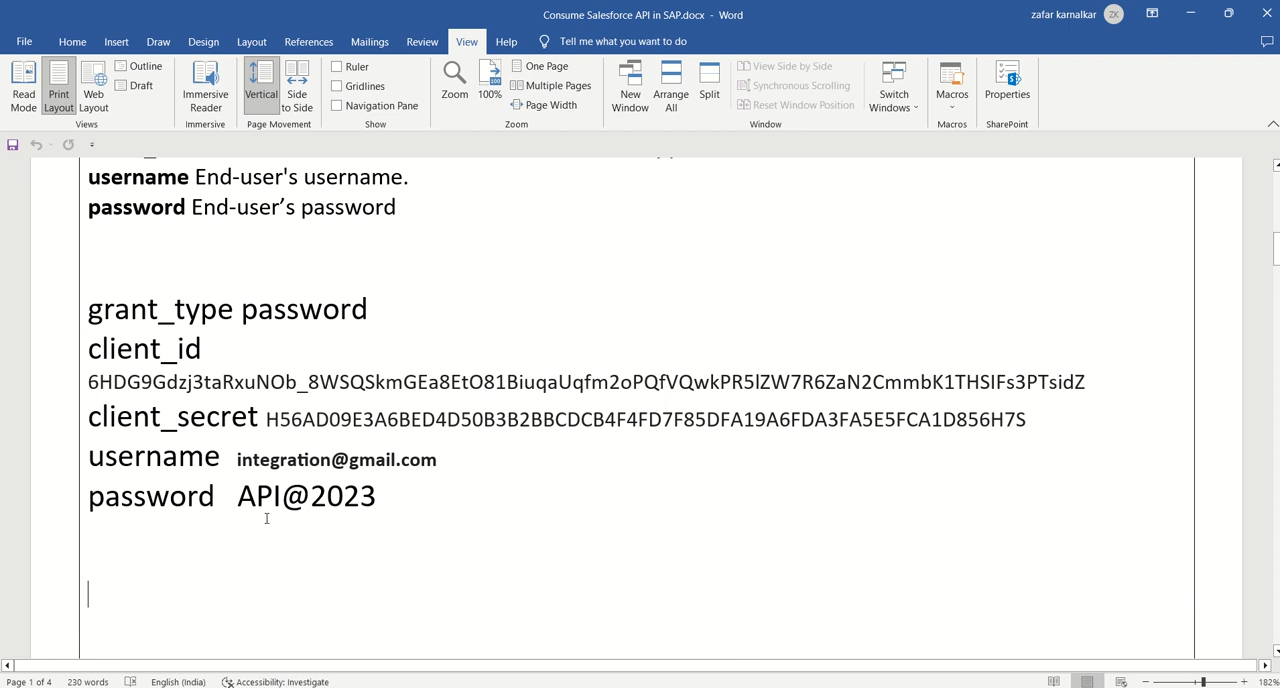 Consume Salesforce API in SAP.docx - Word
zafar karnalkar ZK
File Home Insert Draw Design Layout References Mailings Review View Help Tell me what you want to do
Read Mode
Print Layout
Web Layout
Outline
Draft
Views
Immersive Reader
Immersive
Vertical
Side to Side
Page Movement
Ruler
Gridlines
Navigation Pane
Show
Zoom
100
100%
One Page
Multiple Pages
Page Width
Zoom
New Window
Arrange All
Split
View Side by Side
Synchronous Scrolling
Reset Window Position
Switch Windows
Window
Macros
Macros
Properties
SharePoint
username End-user's username.
password End-user’s password
grant_type password
client_id
6HDG9Gdzj3taRxuNOb_8WSQSkmGEa8EtO81BiuqaUqfm2oPQfVQwkPR5lZW7R6ZaN2CmmbK1THSIFs3PTsidZ
client_secret H56AD09E3A6BED4D50B3B2BBCDCB4F4FD7F85DFA19A6FDA3FA5E5FCA1D856H7S
username integration@gmail.com
password API@2023
Page 1 of 4 230 words English (India) Accessibility: Investigate 182%